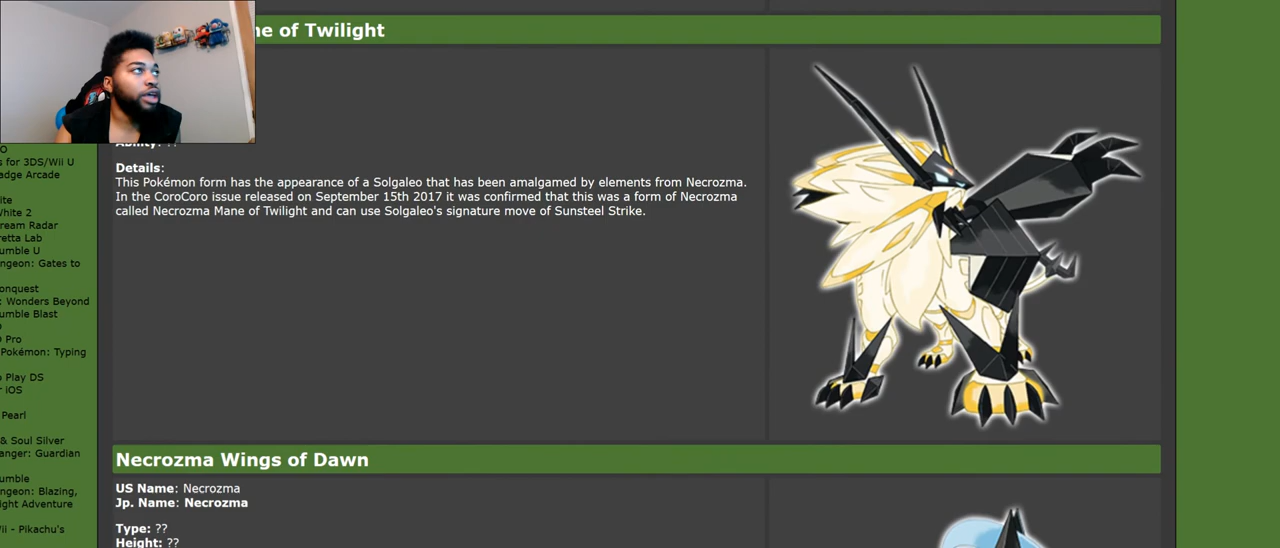 ne of Twilight
Ability: ??
Details:
This Pokémon form has the appearance of a Solgaleo that has been amalgamed by elements from Necrozma.
In the CoroCoro issue released on September 15th 2017 it was confirmed that this was a form of Necrozma
called Necrozma Mane of Twilight and can use Solgaleo's signature move of Sunsteel Strike.
Necrozma Wings of Dawn
US Name: Necrozma
Jp. Name: Necrozma
Type: ??
Height: ??
O
s for 3DS/Wii U
adge Arcade
ite
White 2
ream Radar
retta Lab
umble U
ngeon: Gates to
onquest
: Wonders Beyond
umble Blast
O
O Pro
Pokémon: Typing
o Play DS
r iOS
Pearl
& Soul Silver
anger: Guardian
umble
ngeon: Blazing,
ight Adventure
ii - Pikachu's